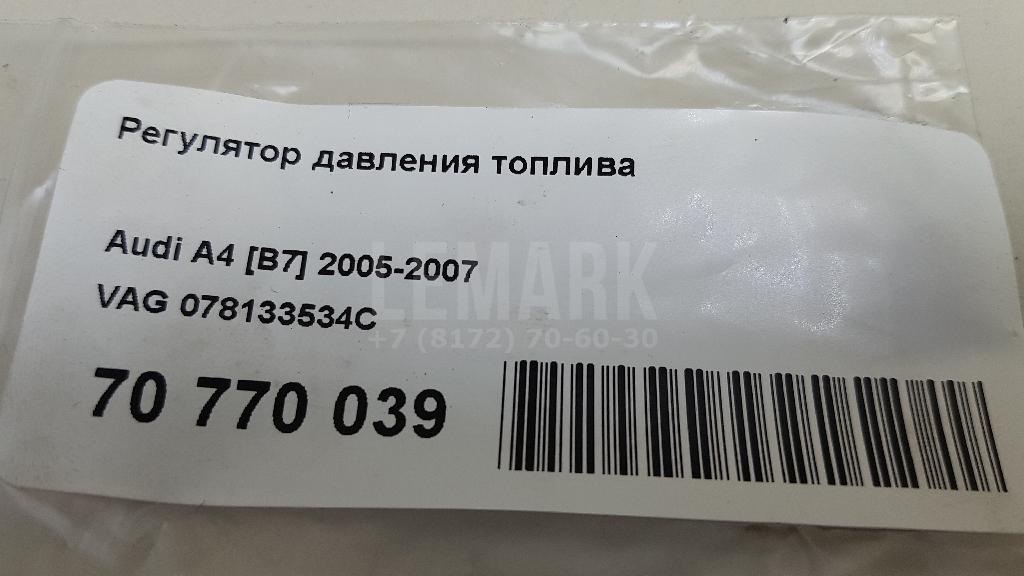 Регулятор давления топлива
Audi A4 [B7] 2005-2007
VAG 078133534C
70 770 039
LEMARK
+7 (8172) 70-60-30